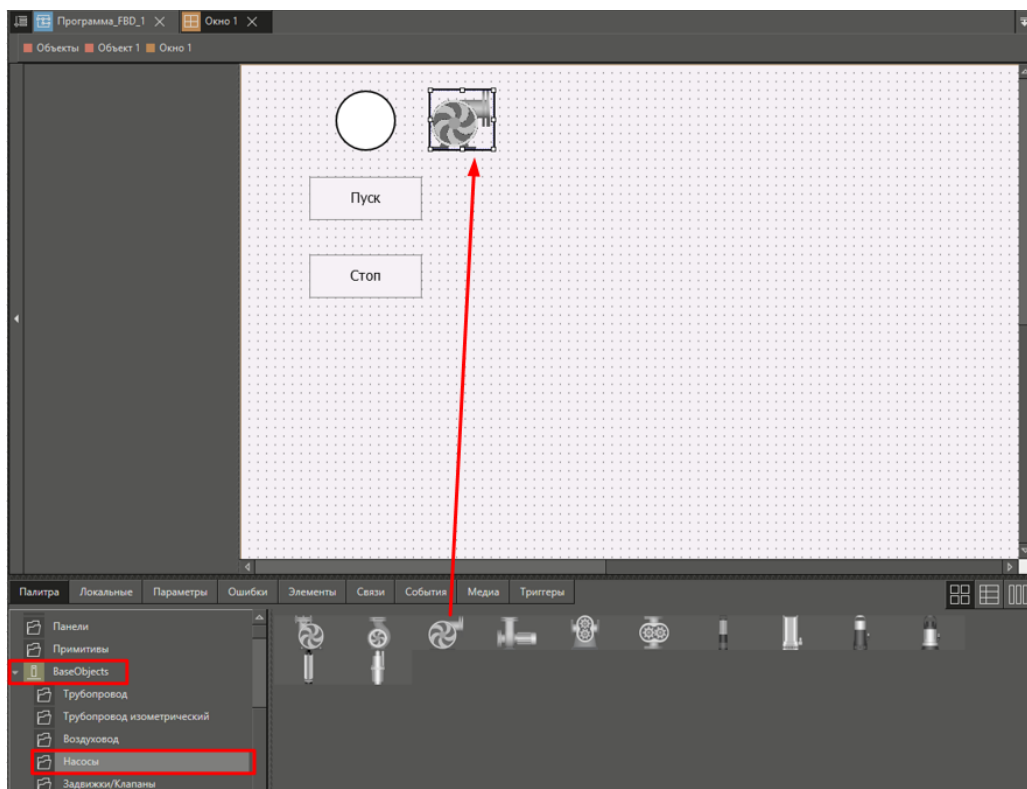 Программа_FBD_1 Окно 1
Объекты Объект 1 Окно 1
Пуск
Стоп
Палитра Локальные Параметры Ошибки Элементы Связи События Медиа Триггеры
Панели
Примитивы
BaseObjects
Трубопровод
Трубопровод изометрический
Воздуховод
Насосы
Задвижки/Клапаны